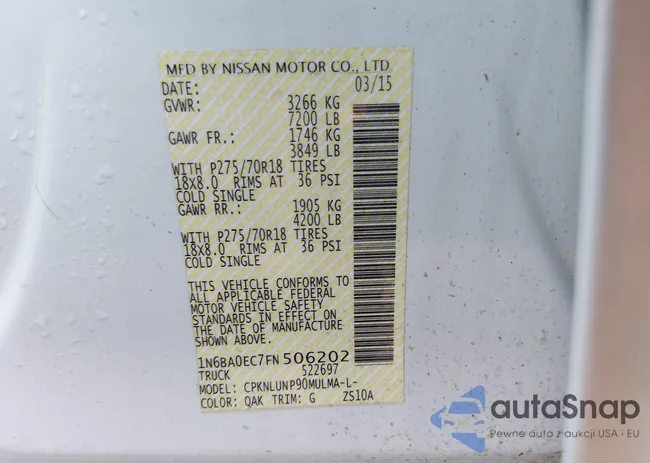 MFD BY NISSAN MOTOR CO., LTD.
DATE: 03/15
GVWR: 3266 KG
7200 LB
GAWR FR.: 1746 KG
3849 LB
WITH P275/70R18 TIRES
18X8.0 RIMS AT 36 PSI
COLD SINGLE
GAWR RR.: 1905 KG
4200 LB
WITH P275/70R18 TIRES
18X8.0 RIMS AT 36 PSI
COLD SINGLE
THIS VEHICLE CONFORMS TO
ALL APPLICABLE FEDERAL
MOTOR VEHICLE SAFETY
STANDARDS IN EFFECT ON
THE DATE OF MANUFACTURE
SHOWN ABOVE.
1N6BA0EC7FN506202
TRUCK 522697
MODEL: CPKNLUNP90MULMA-L-
COLOR: QAK TRIM: G ZS10A
autaSnap
Pewne auta z aukcji USA i EU